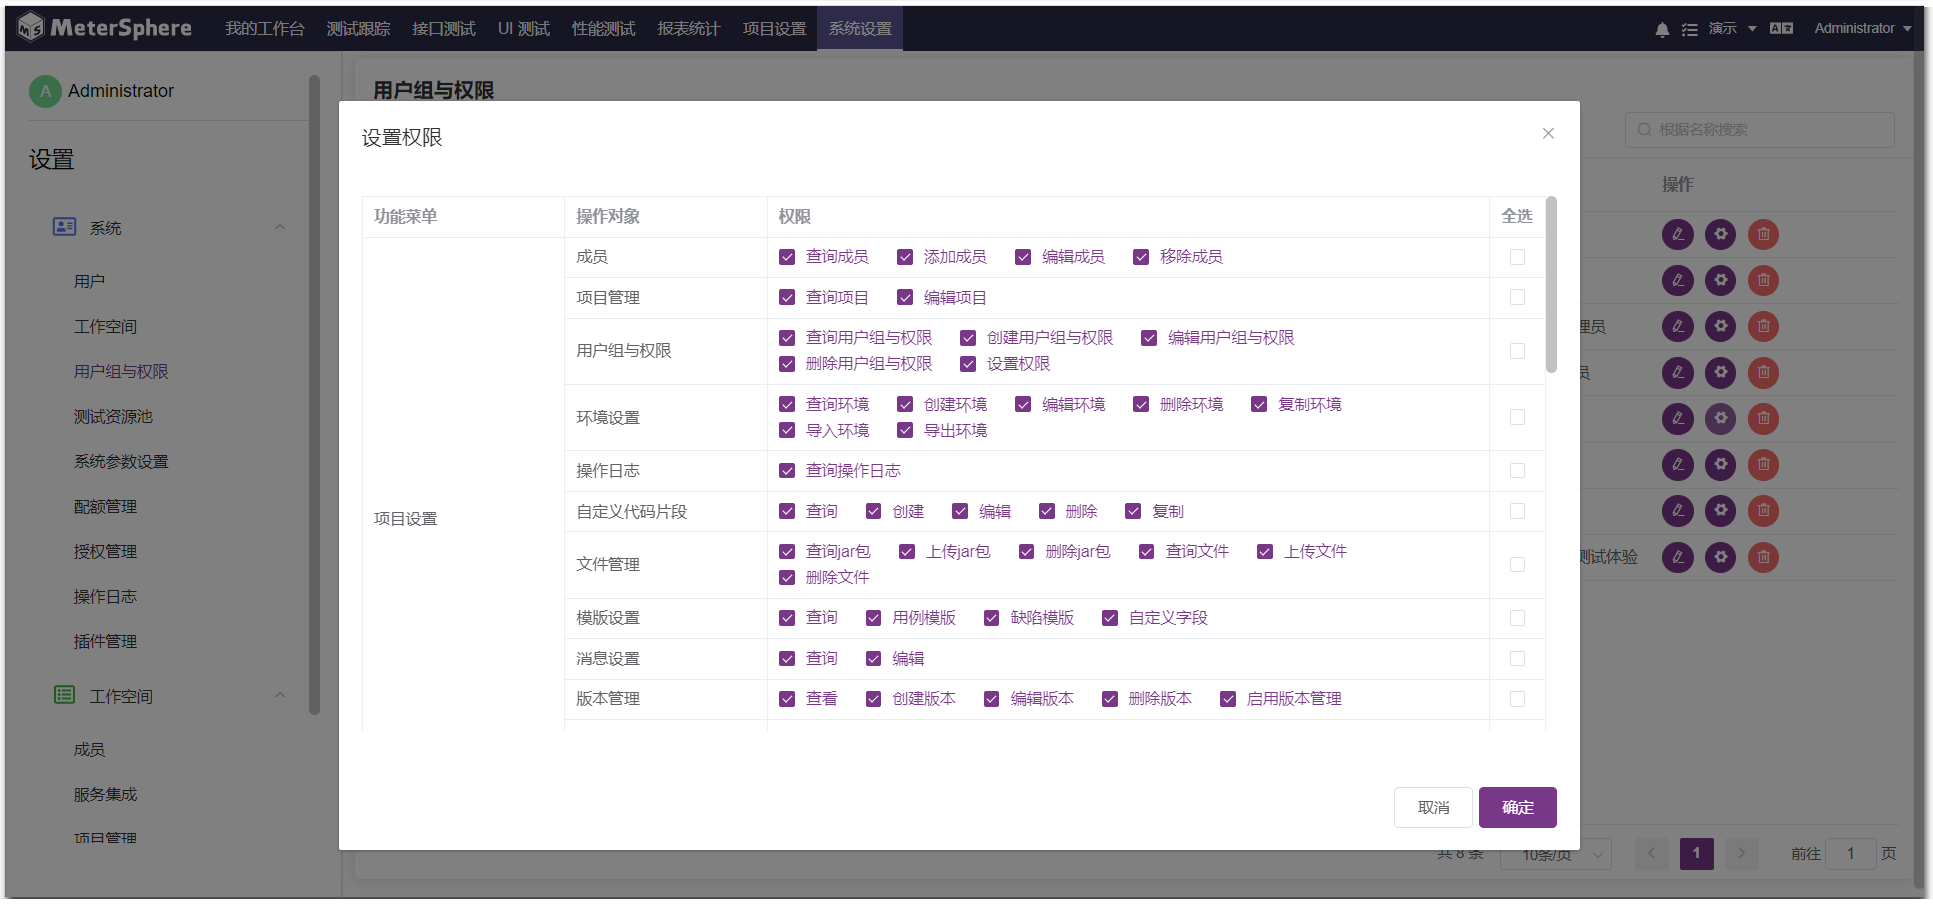 MeterSphere 我的工作台 测试跟踪 接口测试 UI 测试 性能测试 报表统计 项目设置 系统设置 演示 Administrator
A Administrator
用户组与权限
根据名称搜索
设置
操作
系统
用户
工作空间
用户组与权限
测试资源池
系统参数设置
配额管理
授权管理
操作日志
插件管理
工作空间
成员
服务集成
项目管理
理员
员
测试体验
设置权限
功能菜单 操作对象 权限 全选
项目设置
成员 查询成员 添加成员 编辑成员 移除成员
项目管理 查询项目 编辑项目
用户组与权限 查询用户组与权限 创建用户组与权限 编辑用户组与权限
删除用户组与权限 设置权限
环境设置 查询环境 创建环境 编辑环境 删除环境 复制环境
导入环境 导出环境
操作日志 查询操作日志
自定义代码片段 查询 创建 编辑 删除 复制
文件管理 查询jar包 上传jar包 删除jar包 查询文件 上传文件
删除文件
模版设置 查询 用例模版 缺陷模版 自定义字段
消息设置 查询 编辑
版本管理 查看 创建版本 编辑版本 删除版本 启用版本管理
取消 确定
共 8 条 10条/页 1 前往 1 页